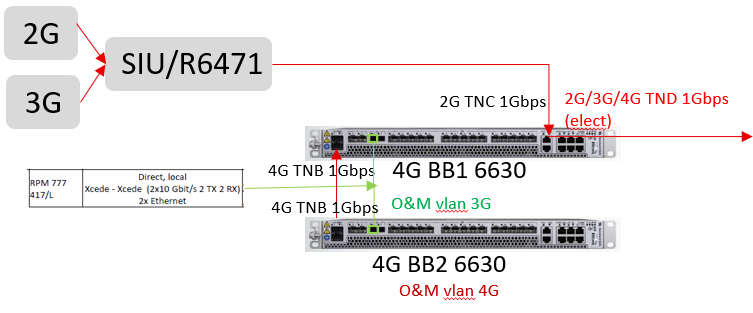 2G
3G
SIU/R6471
2G TNC 1Gbps
2G/3G/4G TND 1Gbps
(elect)
4G TNB 1Gbps
4G BB1 6630
RPM 777
417/L
Direct, local
Xcede - Xcede (2x10 Gbit/s 2 TX 2 RX)
2x Ethernet
4G TNB 1Gbps
O&M vlan 3G
4G BB2 6630
O&M vlan 4G